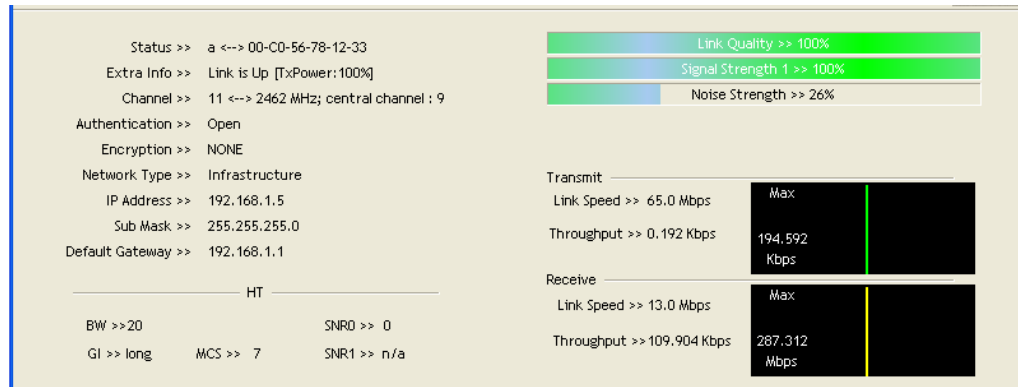 Status >> a <--> 00-C0-56-78-12-33
Extra Info >> Link is Up [TxPower:100%]
Channel >> 11 <--> 2462 MHz; central channel : 9
Authentication >> Open
Encryption >> NONE
Network Type >> Infrastructure
IP Address >> 192.168.1.5
Sub Mask >> 255.255.255.0
Default Gateway >> 192.168.1.1
HT
BW >>20 SNR0 >> 0
GI >> long MCS >> 7 SNR1 >> n/a
Link Quality >> 100%
Signal Strength 1 >> 100%
Noise Strength >> 26%
Transmit
Link Speed >> 65.0 Mbps
Throughput >> 0.192 Kbps
Max
194.592
Kbps
Receive
Link Speed >> 13.0 Mbps
Throughput >>109.904 Kbps
Max
287.312
Mbps